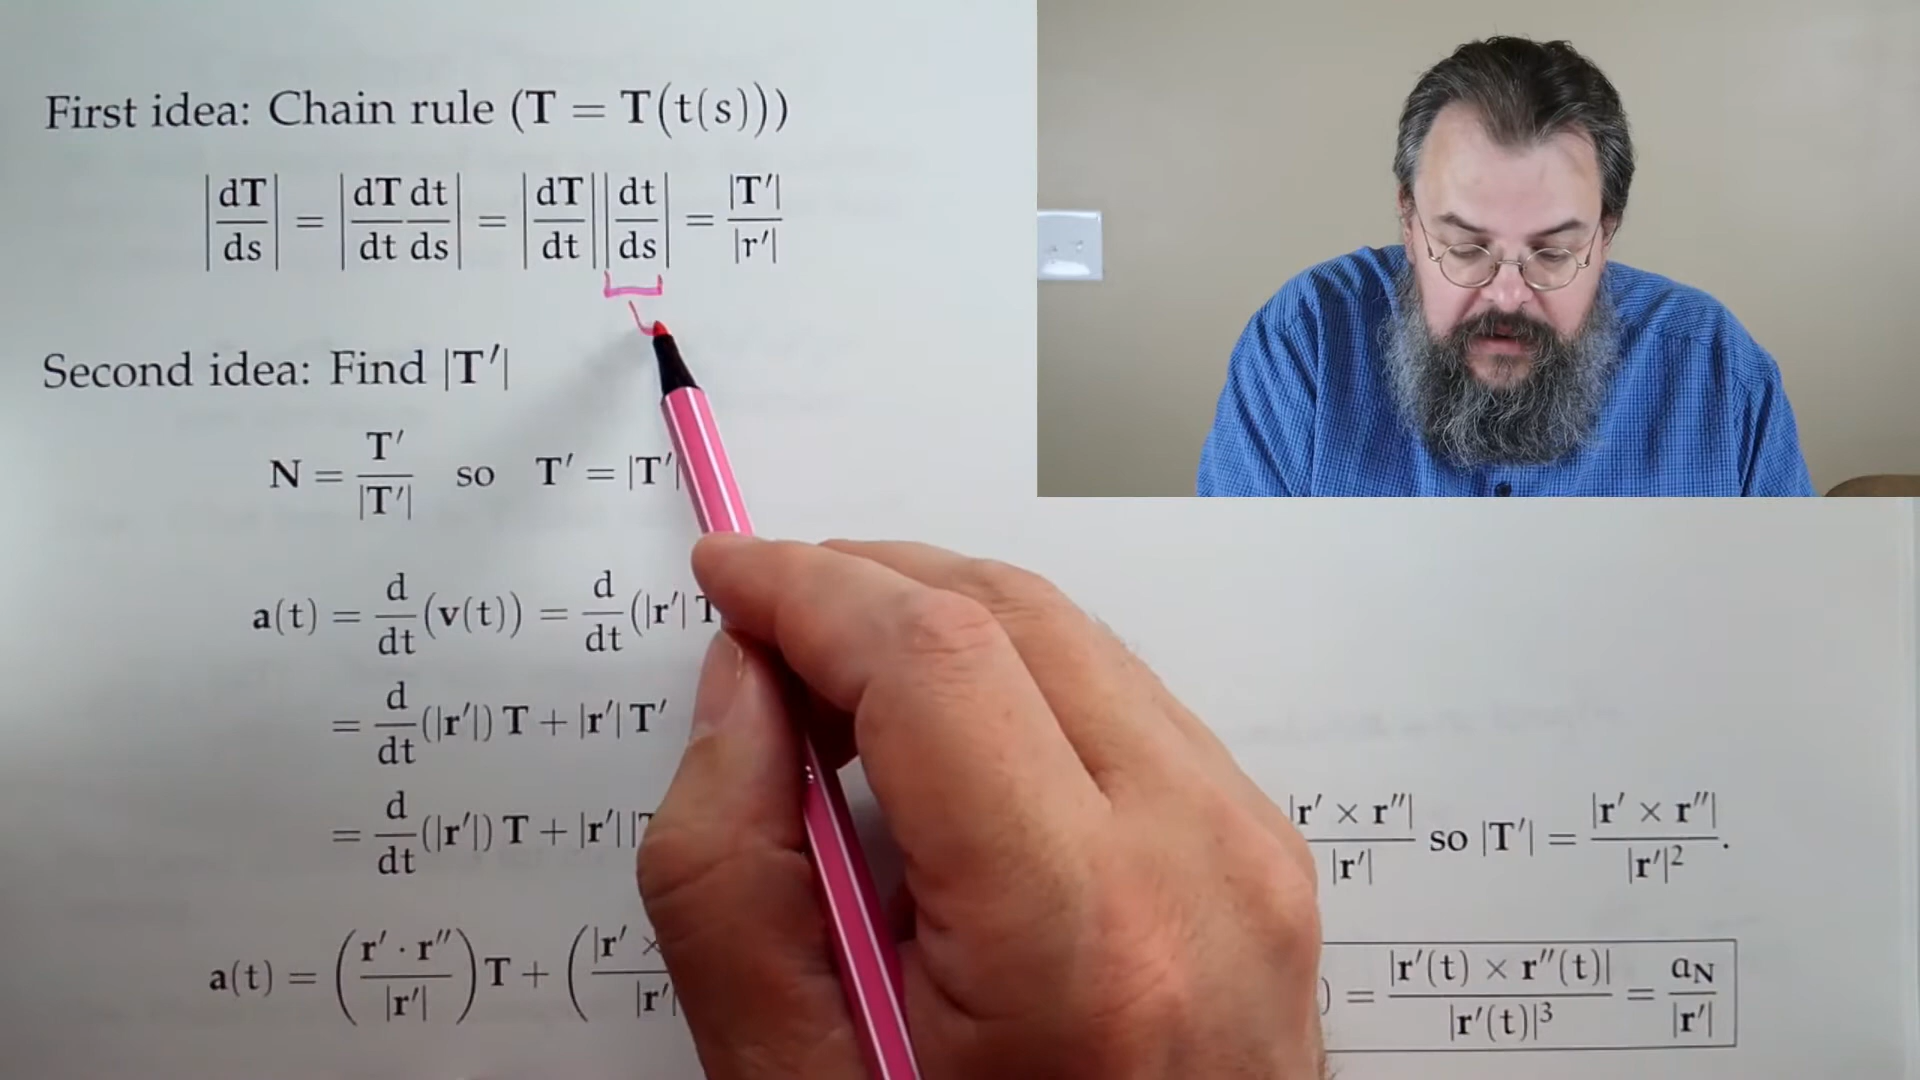 First idea: Chain rule (T = T(t(s)))
|dT/ds| = |dT/dt dt/ds| = |dT/dt||dt/ds| = |T′|/|r′|
Second idea: Find |T′|
N = T′/|T′| so T′ = |T′|
a(t) = d/dt (v(t)) = d/dt (|r′| T
= d/dt (|r′|) T + |r′| T′
= d/dt (|r′|) T + |r′|
|r′ × r″|/|r′| so |T′| = |r′ × r″|/|r′|².
a(t) = (r′ · r″/|r′|) T + (|r′ ×/|r′|
) = |r′(t) × r″(t)|/|r′(t)|³ = aN/|r′|